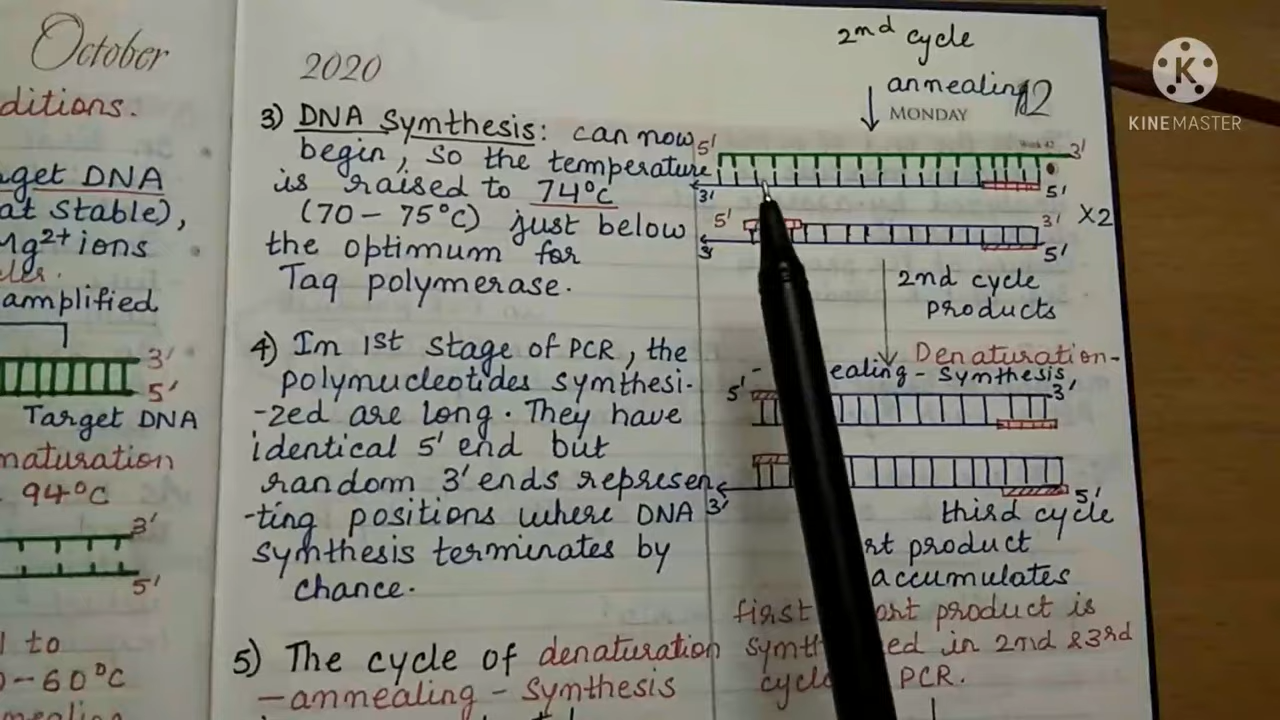 October
ditions.
get DNA
at Stable),
Mg2+ ions
amplified
3'
5'
Target DNA
naturation
94°C
3'
5'
to
-60°C
2020
3) DNA Synthesis: can now
begin, so the temperature
is raised to 74°C
(70 - 75°C) just below
the optimum for
Taq polymerase.
4) In 1st stage of PCR, the
polynucleotides synthesi-
-zed are long. They have
identical 5' end but
random 3' ends represen
-ting positions where DNA
synthesis terminates by
chance.
5) The cycle of denaturation
- annealing - Synthesis
2nd cycle
annealing
12
MONDAY
5' 3'
3' 5'
5' 3' X2
3' 5'
2nd cycle
products
Denaturation-
ealing - Synthesis
5' 3'
3' 5'
third cycle
rt product
accumulates
first ort product is
synth ed in 2nd & 3rd
cycle PCR.
K
KINEMASTER